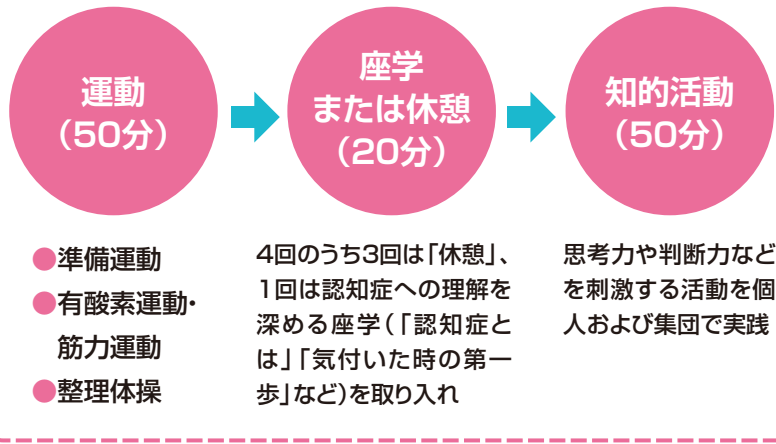 運動
（50分）
座学
または休憩
（20分）
知的活動
（50分）
●準備運動
●有酸素運動・
筋力運動
●整理体操
4回のうち3回は「休憩」、
1回は認知症への理解を
深める座学（「認知症と
は」「気付いた時の第一
歩」など）を取り入れ
思考力や判断力など
を刺激する活動を個
人および集団で実践